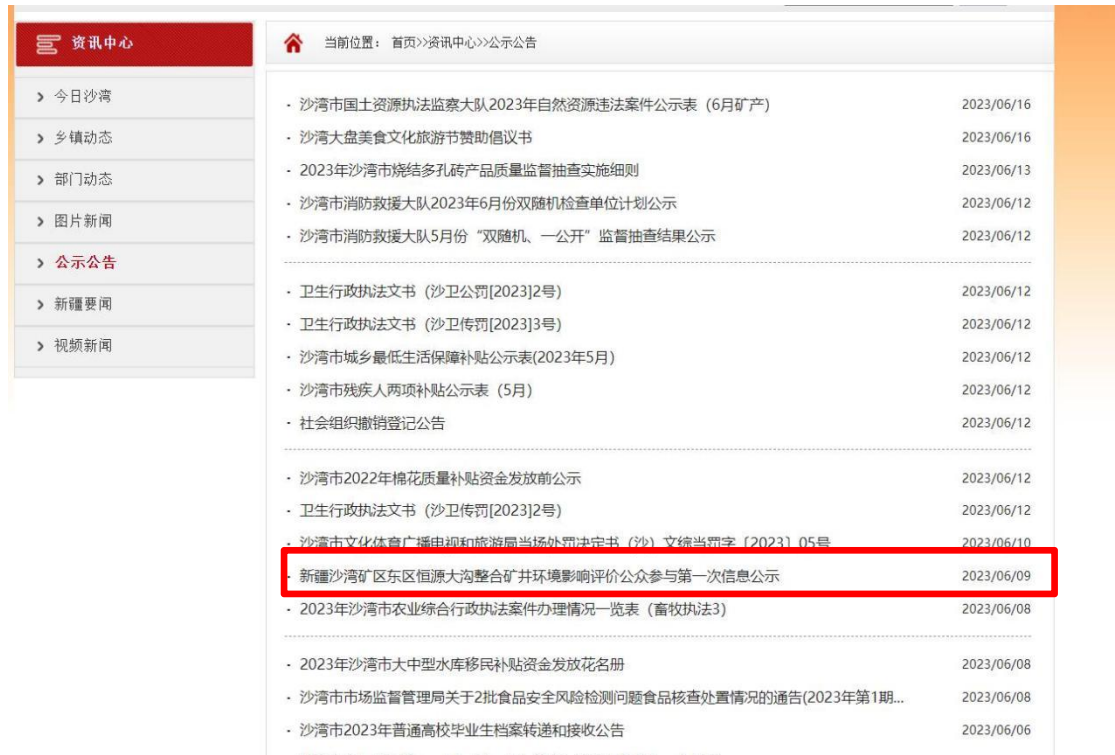 资讯中心
当前位置： 首页>>资讯中心>>公示公告
今日沙湾
乡镇动态
部门动态
图片新闻
公示公告
新疆要闻
视频新闻
· 沙湾市国土资源执法监察大队2023年自然资源违法案件公示表（6月矿产） 2023/06/16
· 沙湾大盘美食文化旅游节赞助倡议书 2023/06/16
· 2023年沙湾市烧结多孔砖产品质量监督抽查实施细则 2023/06/13
· 沙湾市消防救援大队2023年6月份双随机检查单位计划公示 2023/06/12
· 沙湾市消防救援大队5月份“双随机、一公开”监督抽查结果公示 2023/06/12
· 卫生行政执法文书（沙卫公罚[2023]2号） 2023/06/12
· 卫生行政执法文书（沙卫传罚[2023]3号） 2023/06/12
· 沙湾市城乡最低生活保障补贴公示表(2023年5月） 2023/06/12
· 沙湾市残疾人两项补贴公示表（5月） 2023/06/12
· 社会组织撤销登记公告 2023/06/12
· 沙湾市2022年棉花质量补贴资金发放前公示 2023/06/12
· 卫生行政执法文书（沙卫传罚[2023]2号） 2023/06/12
· 沙湾市文化体育广播电视和旅游局当场处罚决定书（沙）文综当罚字〔2023〕05号 2023/06/10
· 新疆沙湾矿区东区恒源大沟整合矿井环境影响评价公众参与第一次信息公示 2023/06/09
· 2023年沙湾市农业综合行政执法案件办理情况一览表（畜牧执法3） 2023/06/08
· 2023年沙湾市大中型水库移民补贴资金发放花名册 2023/06/08
· 沙湾市市场监督管理局关于2批食品安全风险检测问题食品核查处置情况的通告(2023年第1期... 2023/06/08
· 沙湾市2023年普通高校毕业生档案转递和接收公告 2023/06/06